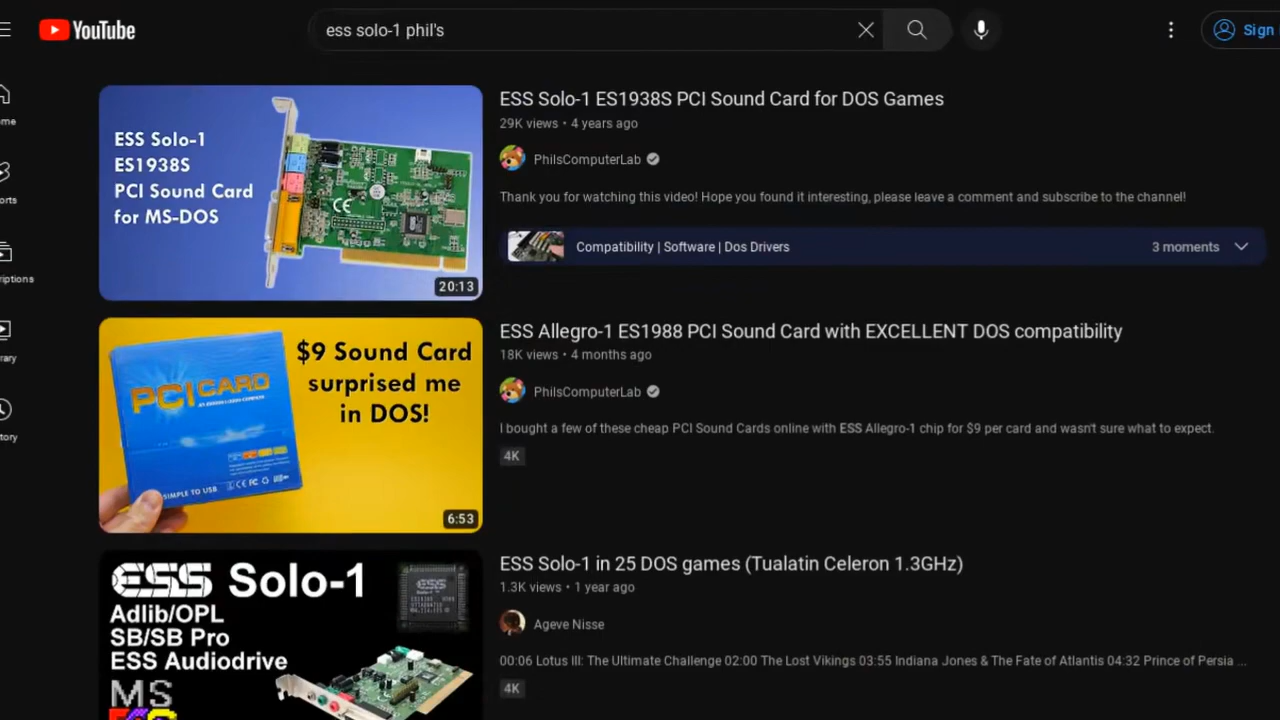 YouTube
ess solo-1 phil's
Sign
ome
orts
riptions
rary
tory
ESS Solo-1
ES1938S
PCI Sound Card
for MS-DOS
20:13
ESS Solo-1 ES1938S PCI Sound Card for DOS Games
29K views • 4 years ago
PhilsComputerLab
Thank you for watching this video! Hope you found it interesting, please leave a comment and subscribe to the channel!
Compatibility | Software | Dos Drivers
3 moments
PCI CARD
SIMPLE TO USB
$9 Sound Card
surprised me
in DOS!
6:53
ESS Allegro-1 ES1988 PCI Sound Card with EXCELLENT DOS compatibility
18K views • 4 months ago
PhilsComputerLab
I bought a few of these cheap PCI Sound Cards online with ESS Allegro-1 chip for $9 per card and wasn't sure what to expect.
4K
ESS Solo-1
Adlib/OPL
SB/SB Pro
ESS Audiodrive
MS
ESS
ESS Solo-1 in 25 DOS games (Tualatin Celeron 1.3GHz)
1.3K views • 1 year ago
Ageve Nisse
00:06 Lotus III: The Ultimate Challenge 02:00 The Lost Vikings 03:55 Indiana Jones & The Fate of Atlantis 04:32 Prince of Persia ...
4K